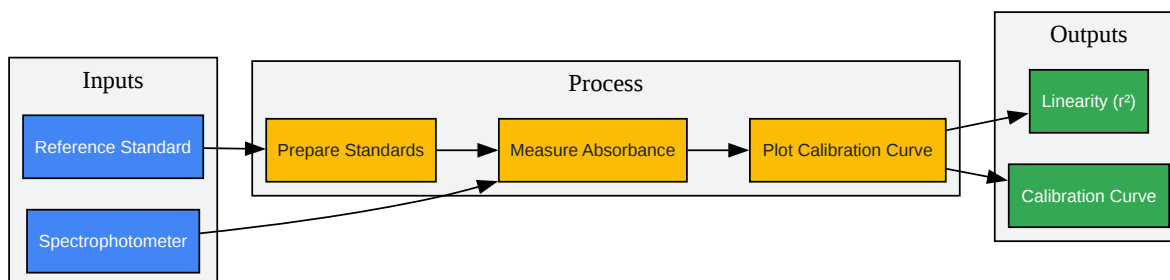 Inputs
Reference Standard
Spectrophotometer
Process
Prepare Standards
Measure Absorbance
Plot Calibration Curve
Outputs
Linearity (r²)
Calibration Curve